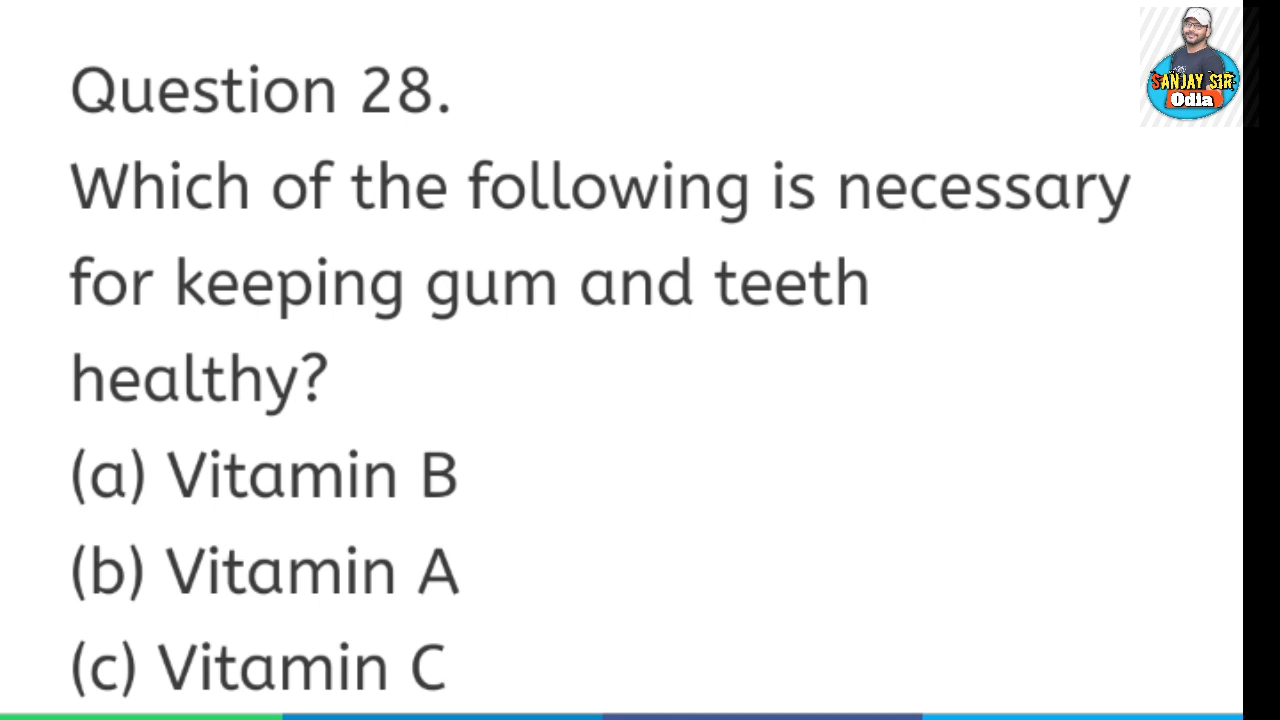 Question 28.
Which of the following is necessary
for keeping gum and teeth
healthy?
(a) Vitamin B
(b) Vitamin A
(c) Vitamin C
SANJAY SIR
Odia